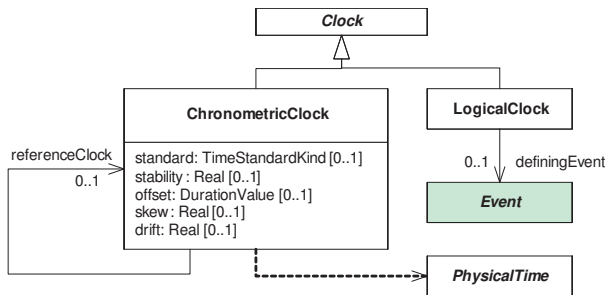 Clock
ChronometricClock
LogicalClock
referenceClock
0..1
standard: TimeStandardKind [0..1]
stability: Real [0..1]
offset: DurationValue [0..1]
skew: Real [0..1]
drift: Real [0..1]
0..1 definingEvent
Event
PhysicalTime